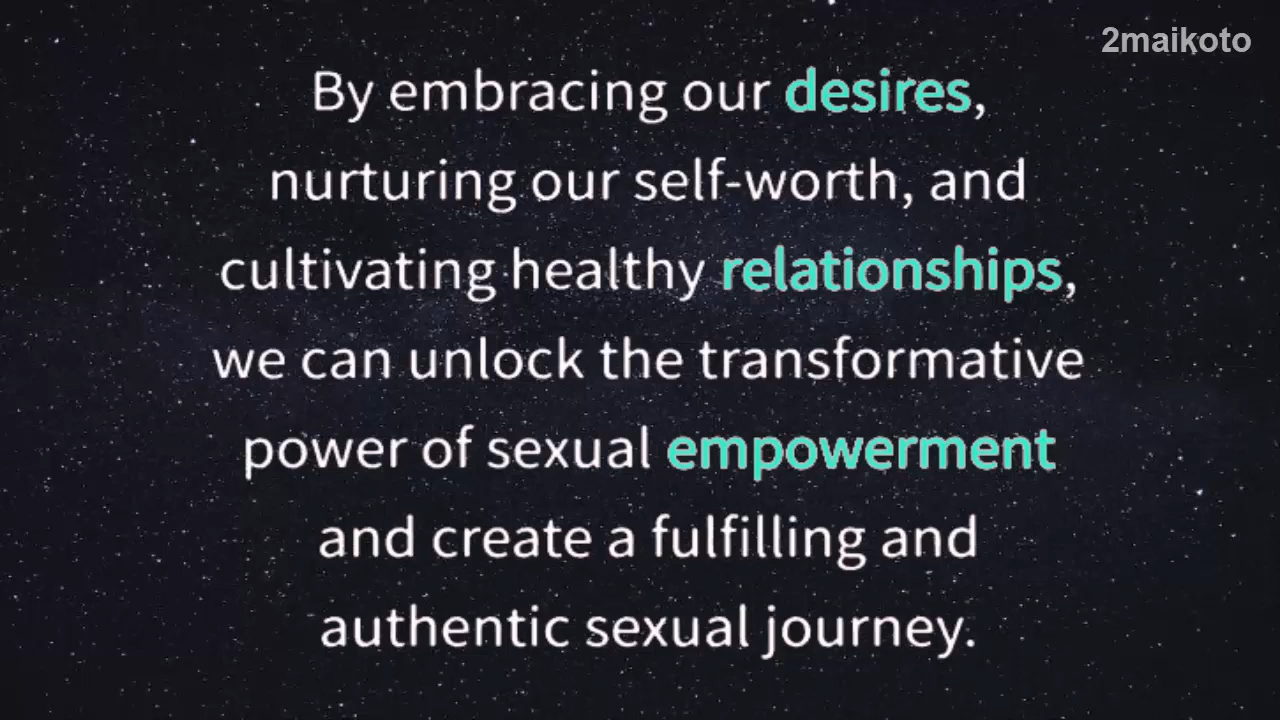 2maikoto
By embracing our desires,
nurturing our self-worth, and
cultivating healthy relationships,
we can unlock the transformative
power of sexual empowerment
and create a fulfilling and
authentic sexual journey.